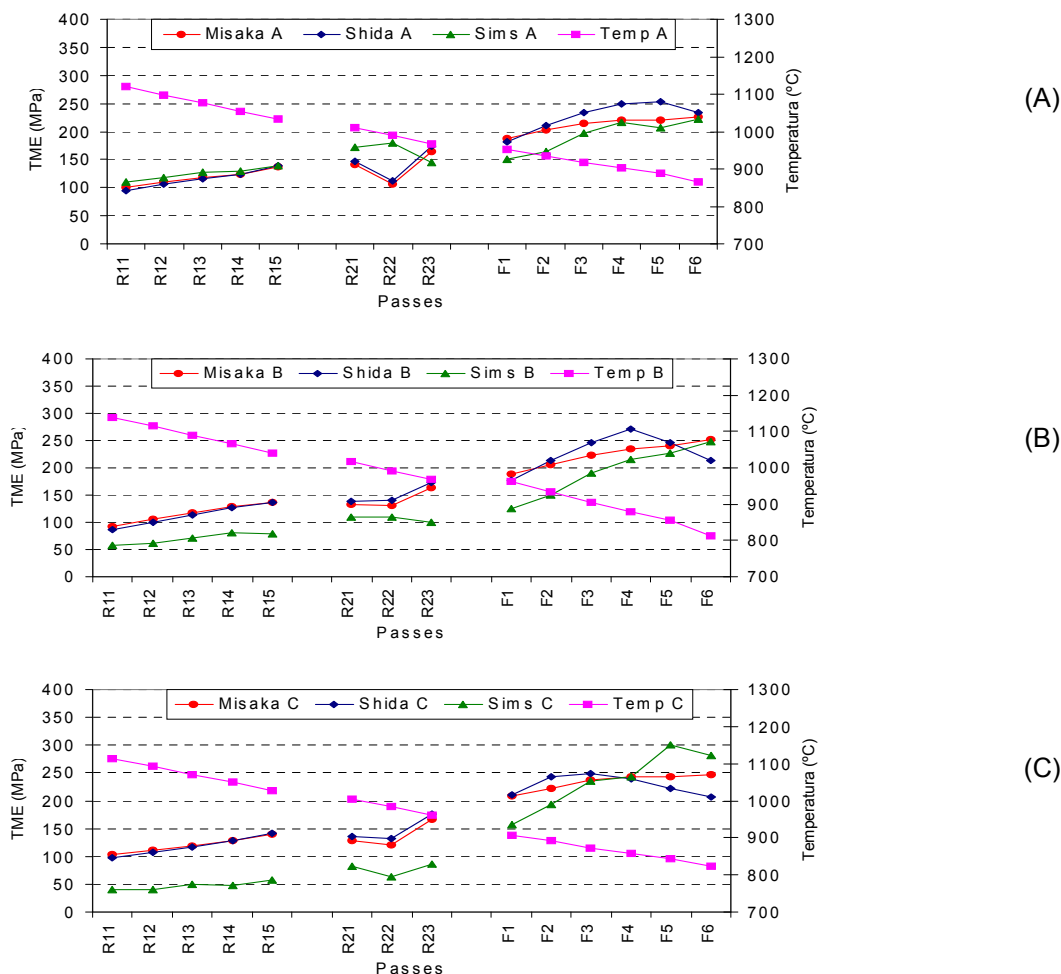 Misaka A Shida A Sims A Temp A
TME (MPa)
400
350
300
250
200
150
100
50
0
1300
1200
1100
1000
900
800
700
Temperatura (ºC)
R11 R12 R13 R14 R15 R21 R22 R23 F1 F2 F3 F4 F5 F6
Passes
(A)
Misaka B Shida B Sims B Temp B
TME (MPa)
400
350
300
250
200
150
100
50
0
1300
1200
1100
1000
900
800
700
Temperatura (ºC)
R11 R12 R13 R14 R15 R21 R22 R23 F1 F2 F3 F4 F5 F6
Passes
(B)
Misaka C Shida C Sims C Temp C
TME (MPa)
400
350
300
250
200
150
100
50
0
1300
1200
1100
1000
900
800
700
Temperatura (ºC)
R11 R12 R13 R14 R15 R21 R22 R23 F1 F2 F3 F4 F5 F6
Passes
(C)